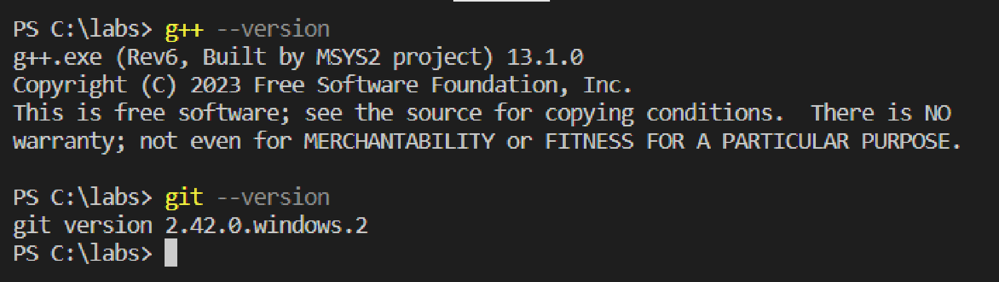 PS C:\labs> g++ --version
g++.exe (Rev6, Built by MSYS2 project) 13.1.0
Copyright (C) 2023 Free Software Foundation, Inc.
This is free software; see the source for copying conditions.  There is NO
warranty; not even for MERCHANTABILITY or FITNESS FOR A PARTICULAR PURPOSE.
PS C:\labs> git --version
git version 2.42.0.windows.2
PS C:\labs>